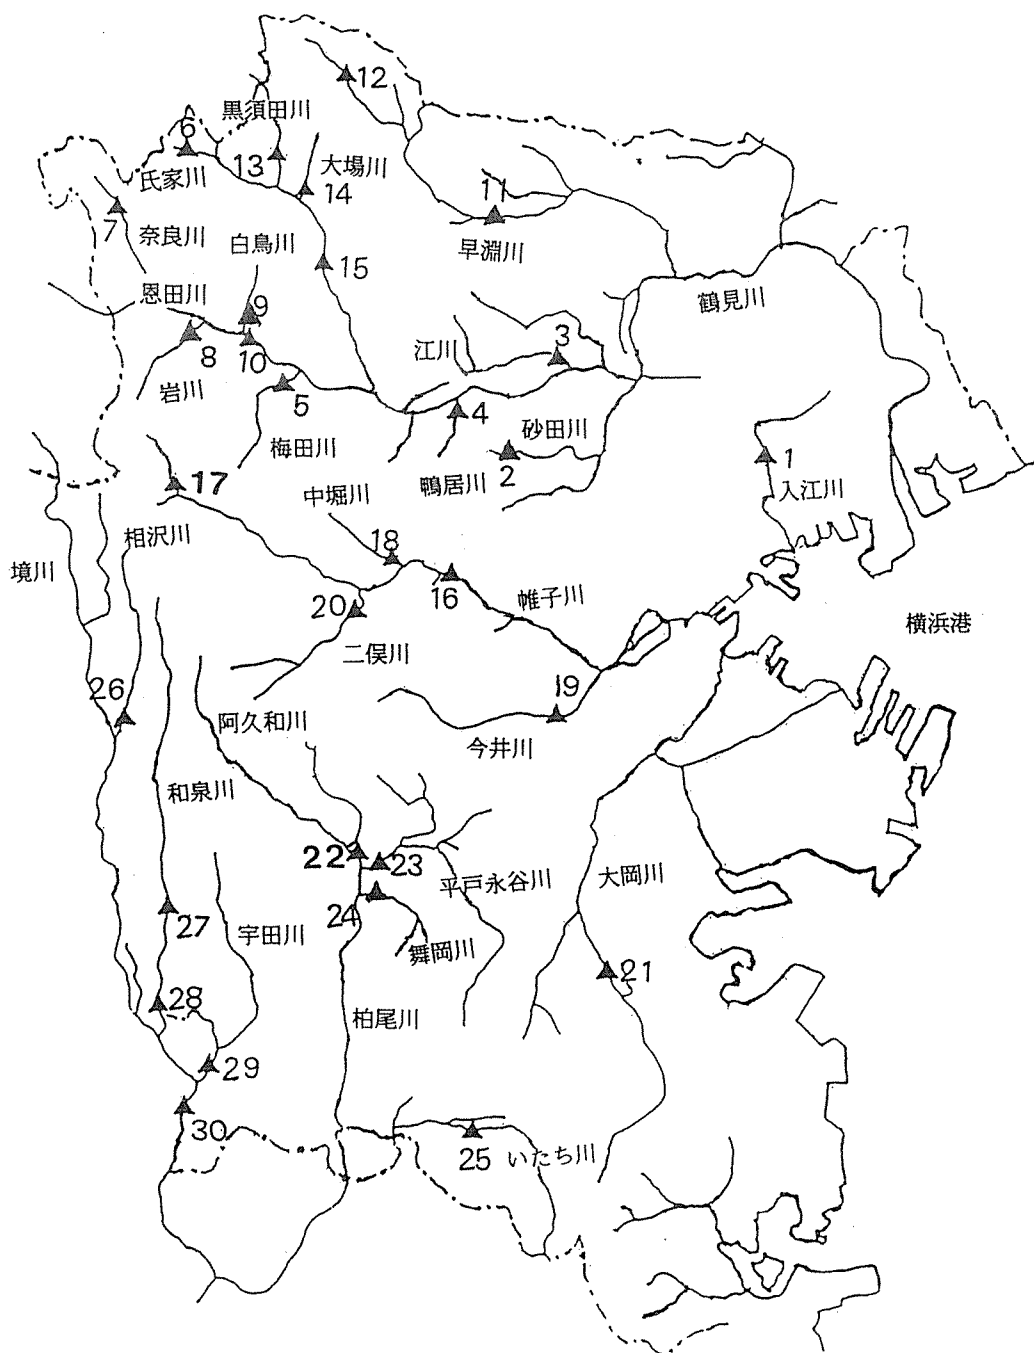 12
黒須田川
6
13
大場川
14
氏家川
11
7
奈良川
白鳥川
早淵川
15
恩田川
鶴見川
9
8
10
江川
3
岩川
5
4
砂田川
梅田川
2
1
17
中堀川
鴨居川
入江川
相沢川
18
境川
16
帷子川
20
横浜港
二俣川
26
19
阿久和川
今井川
和泉川
22
23
平戸永谷川
大岡川
24
27
宇田川
舞岡川
21
28
柏尾川
29
30
25
いたち川